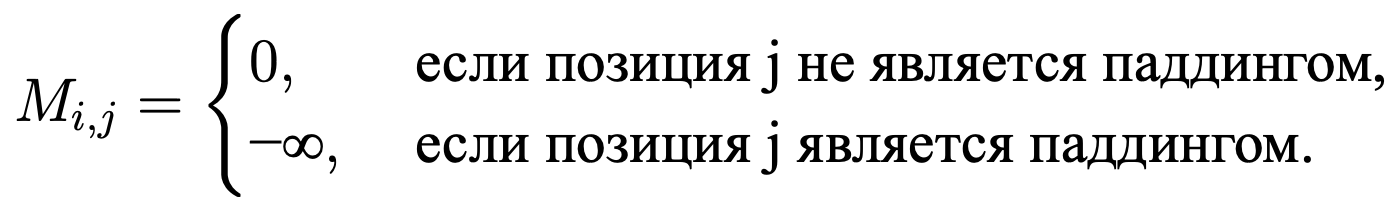 M_{i,j} = { 0, если позиция j не является паддингом,
−∞, если позиция j является паддингом.